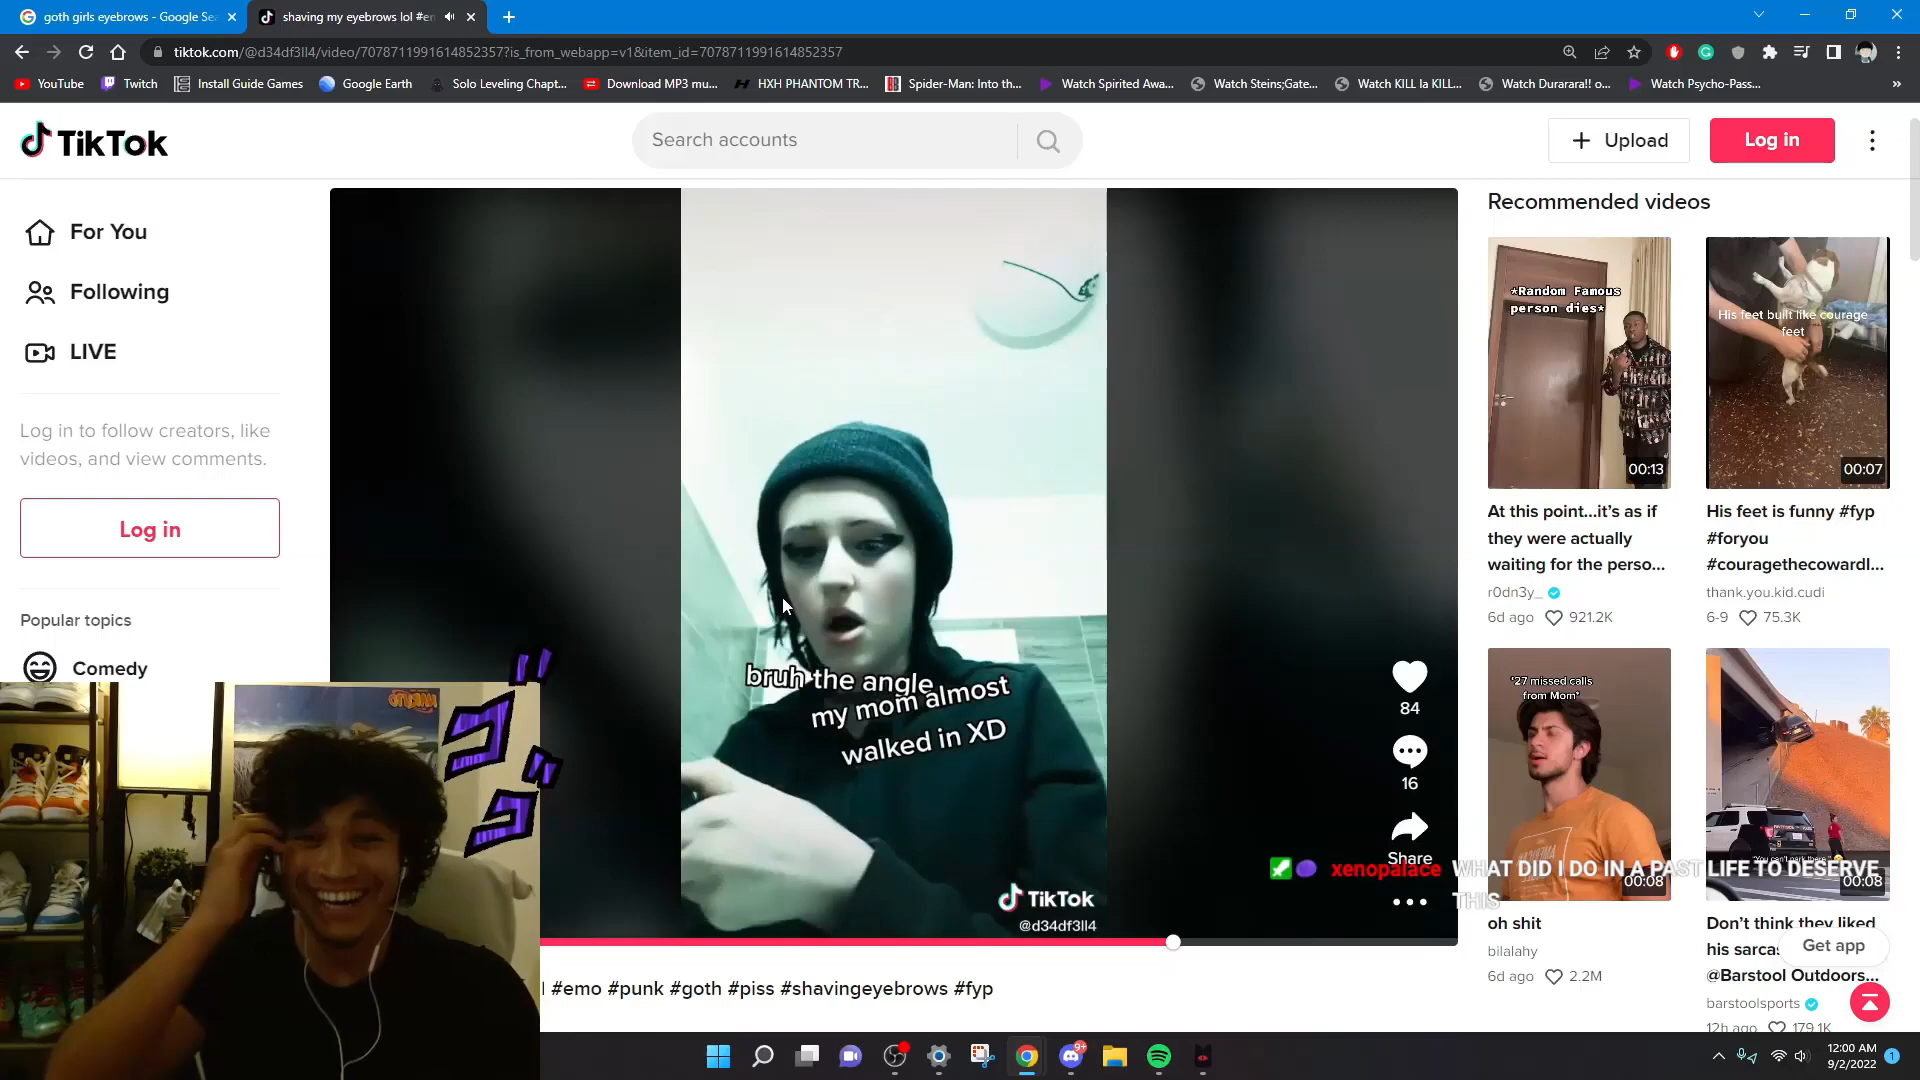 goth girls eyebrows - Google Se
shaving my eyebrows lol #e
tiktok.com/@d34df3ll4/video/7078711991614852357?is_from_webapp=v1&item_id=7078711991614852357
YouTube
Twitch
Install Guide Games
Google Earth
Solo Leveling Chapt...
Download MP3 mu...
HXH PHANTOM TR...
Spider-Man: Into th...
Watch Spirited Awa...
Watch Steins;Gate...
Watch KILL la KILL...
Watch Durarara!! o...
Watch Psycho-Pass...
TikTok
Search accounts
Upload
Log in
For You
Following
LIVE
Log in to follow creators, like
videos, and view comments.
Log in
Popular topics
Comedy
NARUTO
ゴゴ
bruh the angle
my mom almost
walked in XD
TikTok
@d34df3ll4
84
16
Share
xenopalace WHAT DID I DO IN A PAST LIFE TO DESERVE
THIS
#emo #punk #goth #piss #shavingeyebrows #fyp
Recommended videos
*Random Famous
person dies*
00:13
At this point...it's as if
they were actually
waiting for the perso...
r0dn3y_
6d ago 921.2K
His feet built like courage
feet
00:07
His feet is funny #fyp
#foryou
#couragethecowardl...
thank.you.kid.cudi
6-9 75.3K
*27 missed calls
from Mom*
00:08
oh shit
bilalahy
6d ago 2.2M
"You can't park there"
00:08
Don't think they liked
his sarcas
@Barstool Outdoors...
barstoolsports
12h ago 179.1K
Get app
9+
12:00 AM
9/2/2022
1